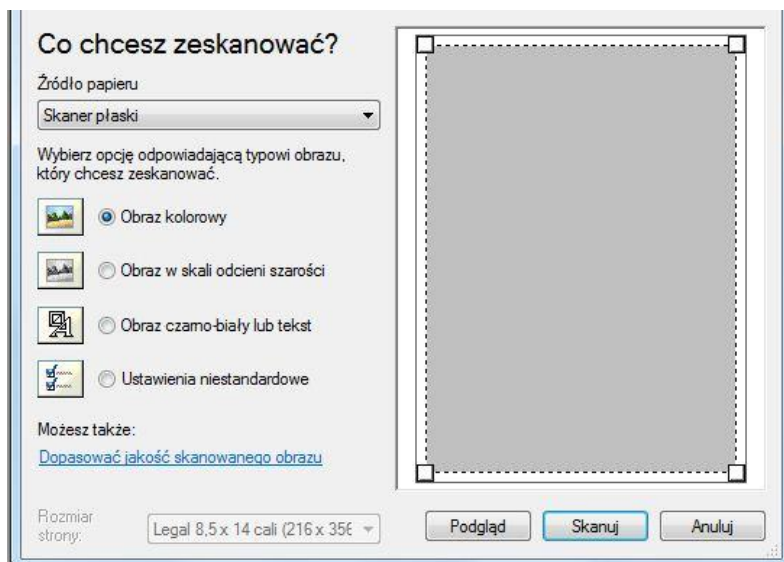 Co chcesz zeskanować?
Źródło papieru
Skaner płaski
Wybierz opcję odpowiadającą typowi obrazu,
który chcesz zeskanować.
Obraz kolorowy
Obraz w skali odcieni szarości
Obraz czarno-biały lub tekst
Ustawienia niestandardowe
Możesz także:
Dopasować jakość skanowanego obrazu
Rozmiar
strony:
Legal 8,5 x 14 cali (216 x 356
Podgląd
Skanuj
Anuluj